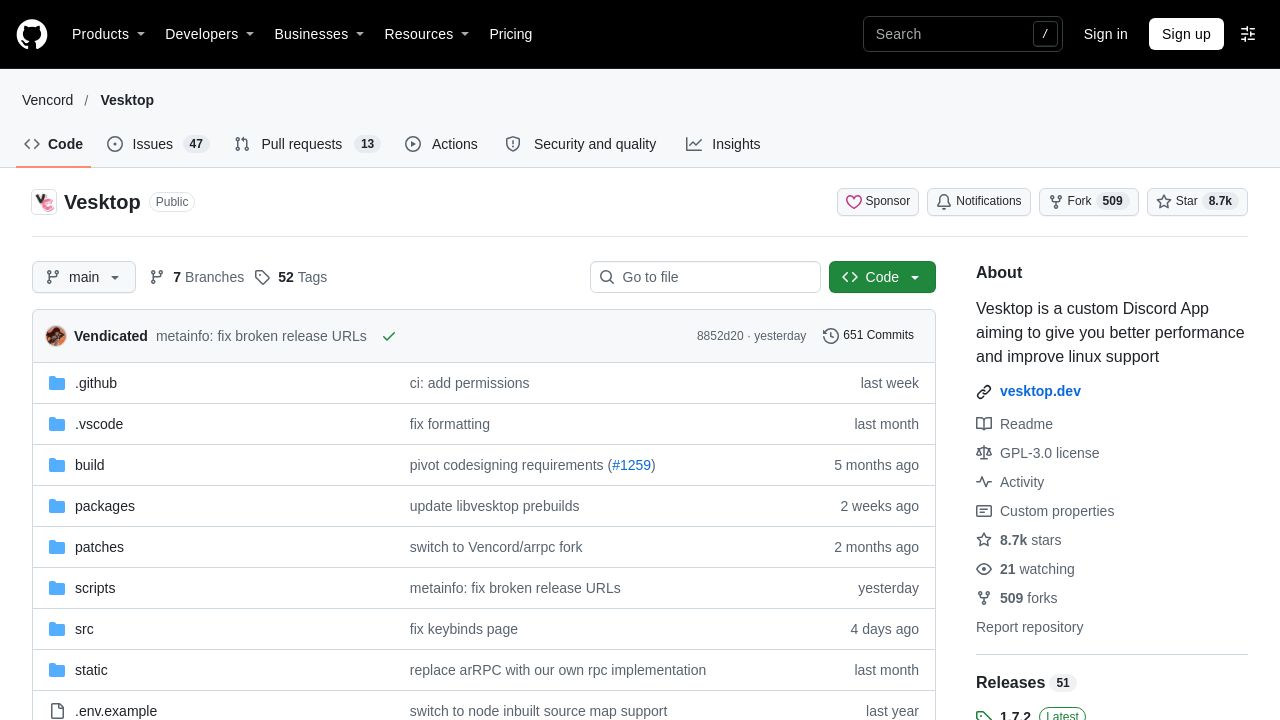 Products Developers Businesses Resources Pricing Search / Sign in Sign up
Vencord / Vesktop
Code Issues 47 Pull requests 13 Actions Security and quality Insights
Vesktop Public Sponsor Notifications Fork 509 Star 8.7k
main 7 Branches 52 Tags Go to file Code
Vendicated metainfo: fix broken release URLs 8852d20 · yesterday 651 Commits
.github ci: add permissions last week
.vscode fix formatting last month
build pivot codesigning requirements (#1259) 5 months ago
packages update libvesktop prebuilds 2 weeks ago
patches switch to Vencord/arrpc fork 2 months ago
scripts metainfo: fix broken release URLs yesterday
src fix keybinds page 4 days ago
static replace arRPC with our own rpc implementation last month
.env.example switch to node inbuilt source map support last year
About
Vesktop is a custom Discord App
aiming to give you better performance
and improve linux support
vesktop.dev
Readme
GPL-3.0 license
Activity
Custom properties
8.7k stars
21 watching
509 forks
Report repository
Releases 51
1.7.2 Latest